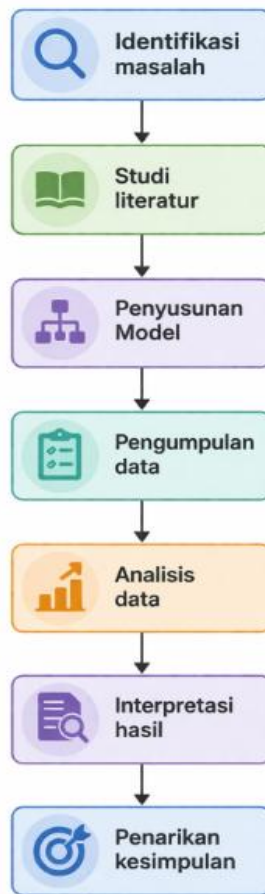 Identifikasi
masalah
Studi
literatur
Penyusunan
Model
Pengumpulan
data
Analisis
data
Interpretasi
hasil
Penarikan
kesimpulan